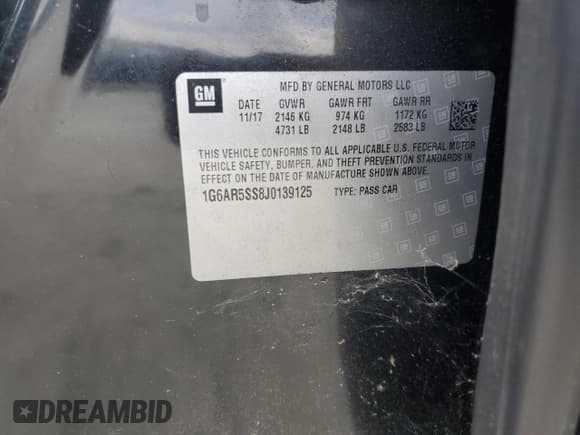 GM
MFD BY GENERAL MOTORS LLC
11/17 GVWR GAWR FRT GAWR RR
2146 KG 974 KG 1172 KG
4731 LB 2148 LB 2583 LB
THIS VEHICLE CONFORMS TO ALL APPLICABLE U.S. FEDERAL MOTOR
VEHICLE SAFETY, BUMPER, AND THEFT PREVENTION STANDARDS IN
EFFECT ON THE DATE OF MANUFACTURE SHOWN ABOVE.
1G6AR5SS8J0139125 TYPE: PASS CAR
DREAMBID